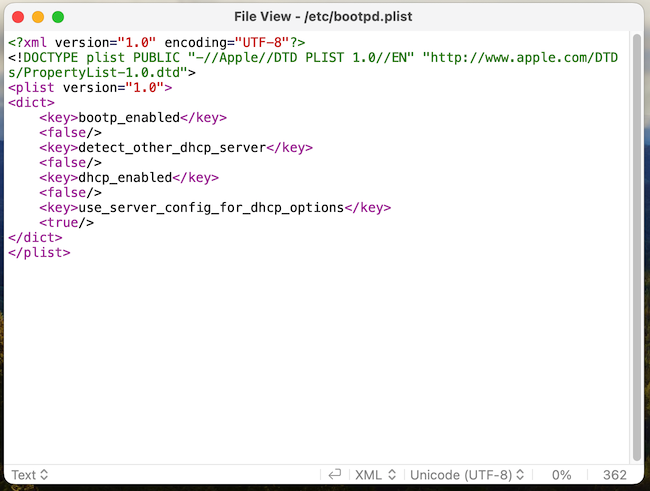 File View - /etc/bootpd.plist
<?xml version="1.0" encoding="UTF-8"?>
<!DOCTYPE plist PUBLIC "-//Apple//DTD PLIST 1.0//EN" "http://www.apple.com/DTD
s/PropertyList-1.0.dtd">
<plist version="1.0">
<dict>
    <key>bootp_enabled</key>
    <false/>
    <key>detect_other_dhcp_server</key>
    <false/>
    <key>dhcp_enabled</key>
    <false/>
    <key>use_server_config_for_dhcp_options</key>
    <true/>
</dict>
</plist>
Text XML Unicode (UTF-8) 0% 362